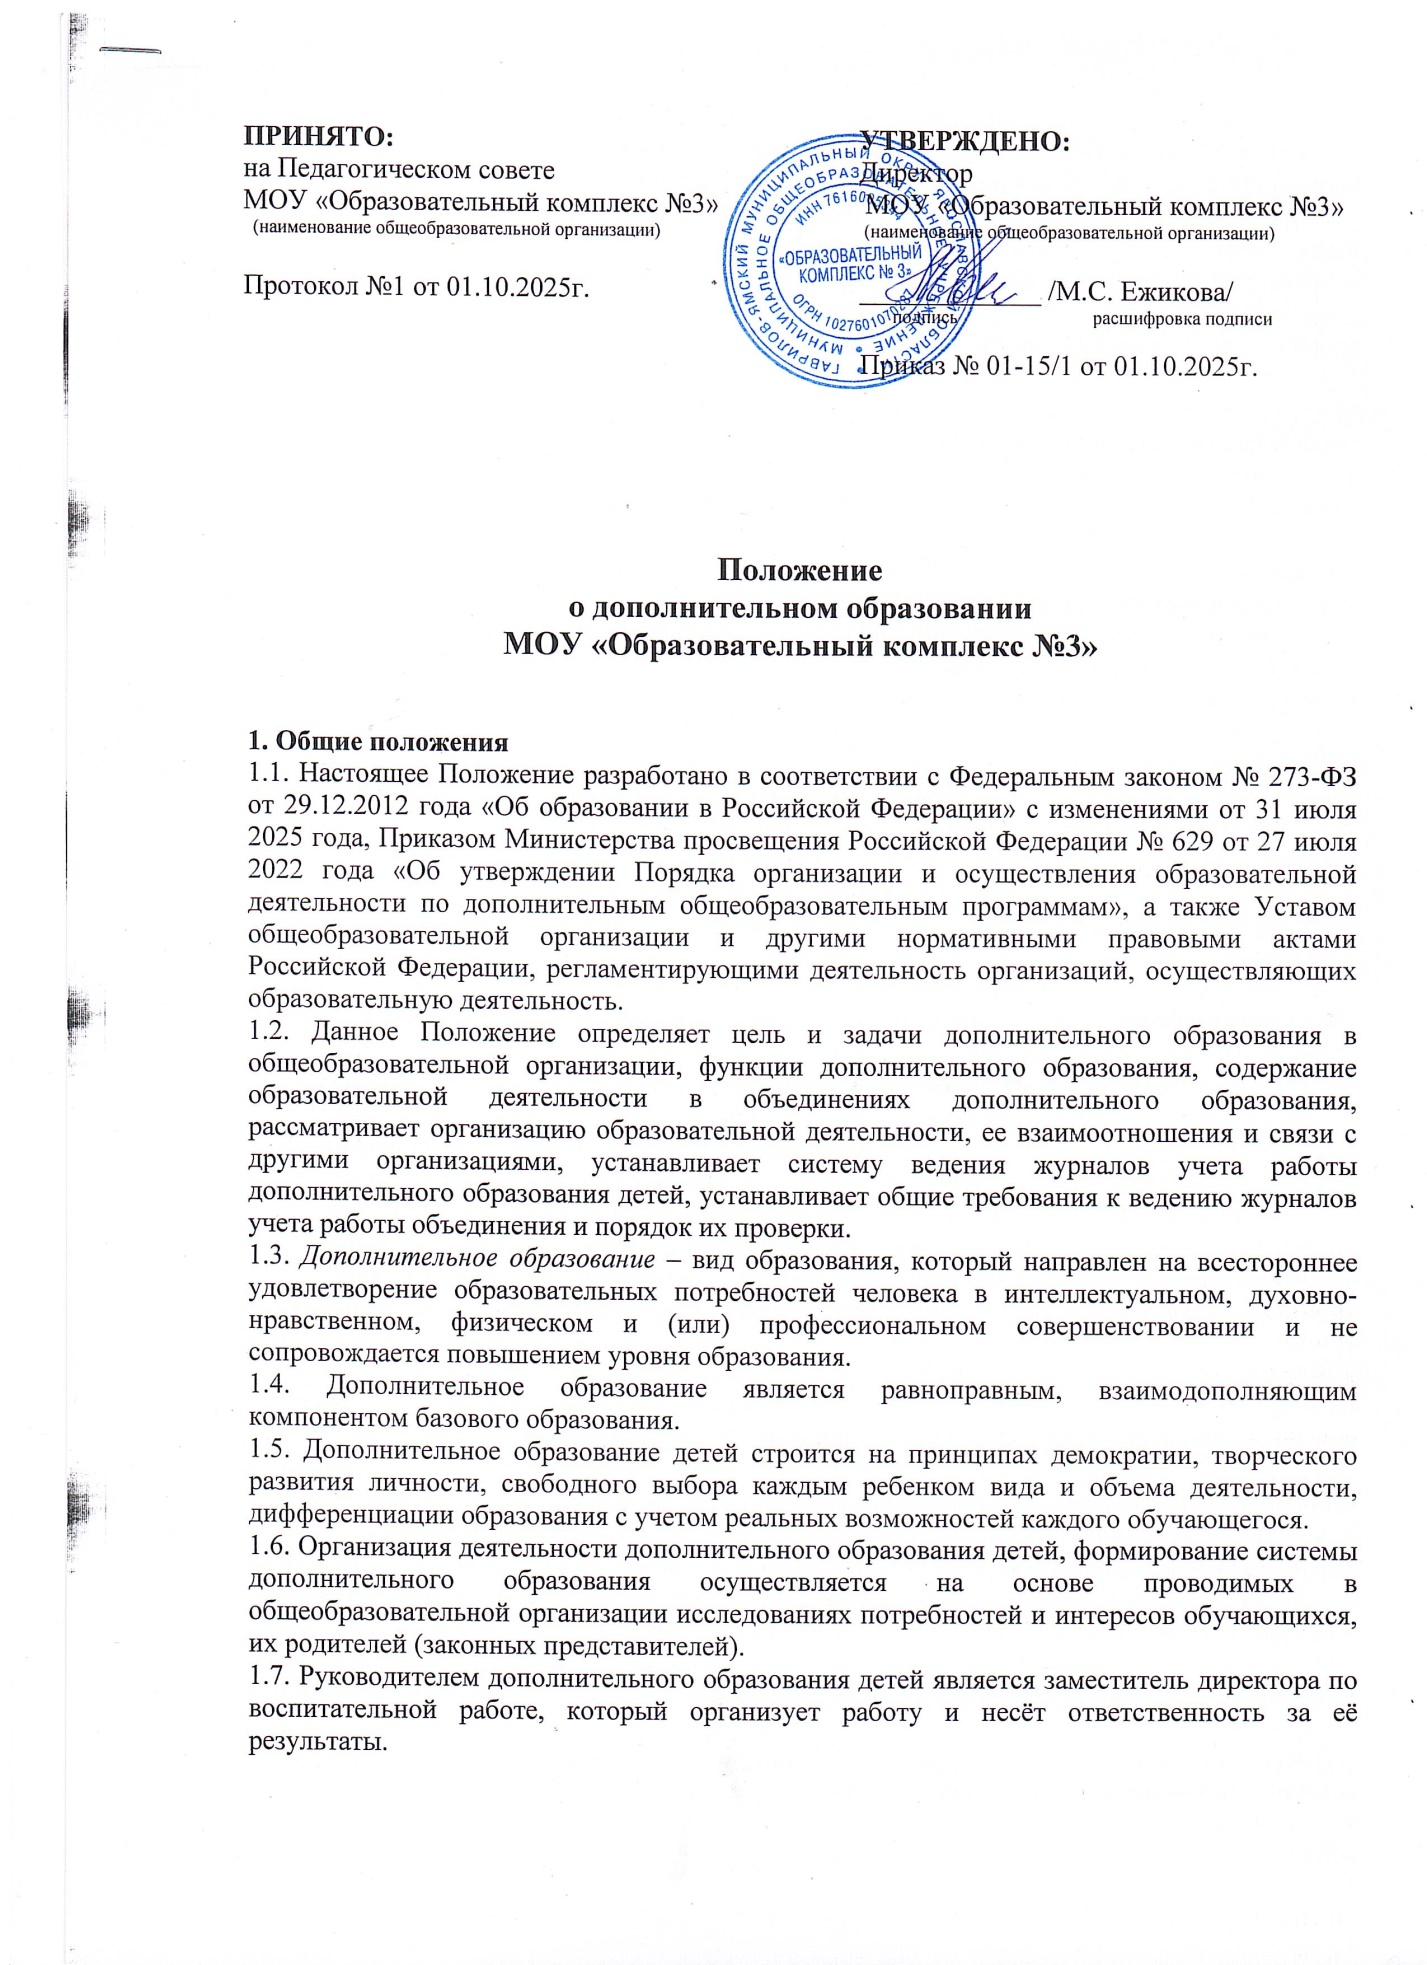 ПРИНЯТО:
на Педагогическом совете
МОУ «Образовательный комплекс №3»
(наименование общеобразовательной организации)
Протокол №1 от 01.10.2025г.
УТВЕРЖДЕНО:
Директор
МОУ «Образовательный комплекс №3»
(наименование общеобразовательной организации)
/М.С. Ежикова/
подпись расшифровка подписи
Приказ № 01-15/1 от 01.10.2025г.
ГАВРИЛОВ-ЯМСКИЙ МУНИЦИПАЛЬНЫЙ ОКРУГ ЯРОСЛАВСКОЙ ОБЛАСТИ
МУНИЦИПАЛЬНОЕ ОБЩЕОБРАЗОВАТЕЛЬНОЕ УЧРЕЖДЕНИЕ
ИНН
«ОБРАЗОВАТЕЛЬНЫЙ
КОМПЛЕКС № 3»
ОГРН 1027601070287
Положение
о дополнительном образовании
МОУ «Образовательный комплекс №3»
1. Общие положения
1.1. Настоящее Положение разработано в соответствии с Федеральным законом № 273-ФЗ
от 29.12.2012 года «Об образовании в Российской Федерации» с изменениями от 31 июля
2025 года, Приказом Министерства просвещения Российской Федерации № 629 от 27 июля
2022 года «Об утверждении Порядка организации и осуществления образовательной
деятельности по дополнительным общеобразовательным программам», а также Уставом
общеобразовательной организации и другими нормативными правовыми актами
Российской Федерации, регламентирующими деятельность организаций, осуществляющих
образовательную деятельность.
1.2. Данное Положение определяет цель и задачи дополнительного образования в
общеобразовательной организации, функции дополнительного образования, содержание
образовательной деятельности в объединениях дополнительного образования,
рассматривает организацию образовательной деятельности, ее взаимоотношения и связи с
другими организациями, устанавливает систему ведения журналов учета работы
дополнительного образования детей, устанавливает общие требования к ведению журналов
учета работы объединения и порядок их проверки.
1.3. Дополнительное образование – вид образования, который направлен на всестороннее
удовлетворение образовательных потребностей человека в интеллектуальном, духовно-
нравственном, физическом и (или) профессиональном совершенствовании и не
сопровождается повышением уровня образования.
1.4. Дополнительное образование является равноправным, взаимодополняющим
компонентом базового образования.
1.5. Дополнительное образование детей строится на принципах демократии, творческого
развития личности, свободного выбора каждым ребенком вида и объема деятельности,
дифференциации образования с учетом реальных возможностей каждого обучающегося.
1.6. Организация деятельности дополнительного образования детей, формирование системы
дополнительного образования осуществляется на основе проводимых в
общеобразовательной организации исследованиях потребностей и интересов обучающихся,
их родителей (законных представителей).
1.7. Руководителем дополнительного образования детей является заместитель директора по
воспитательной работе, который организует работу и несёт ответственность за её
результаты.